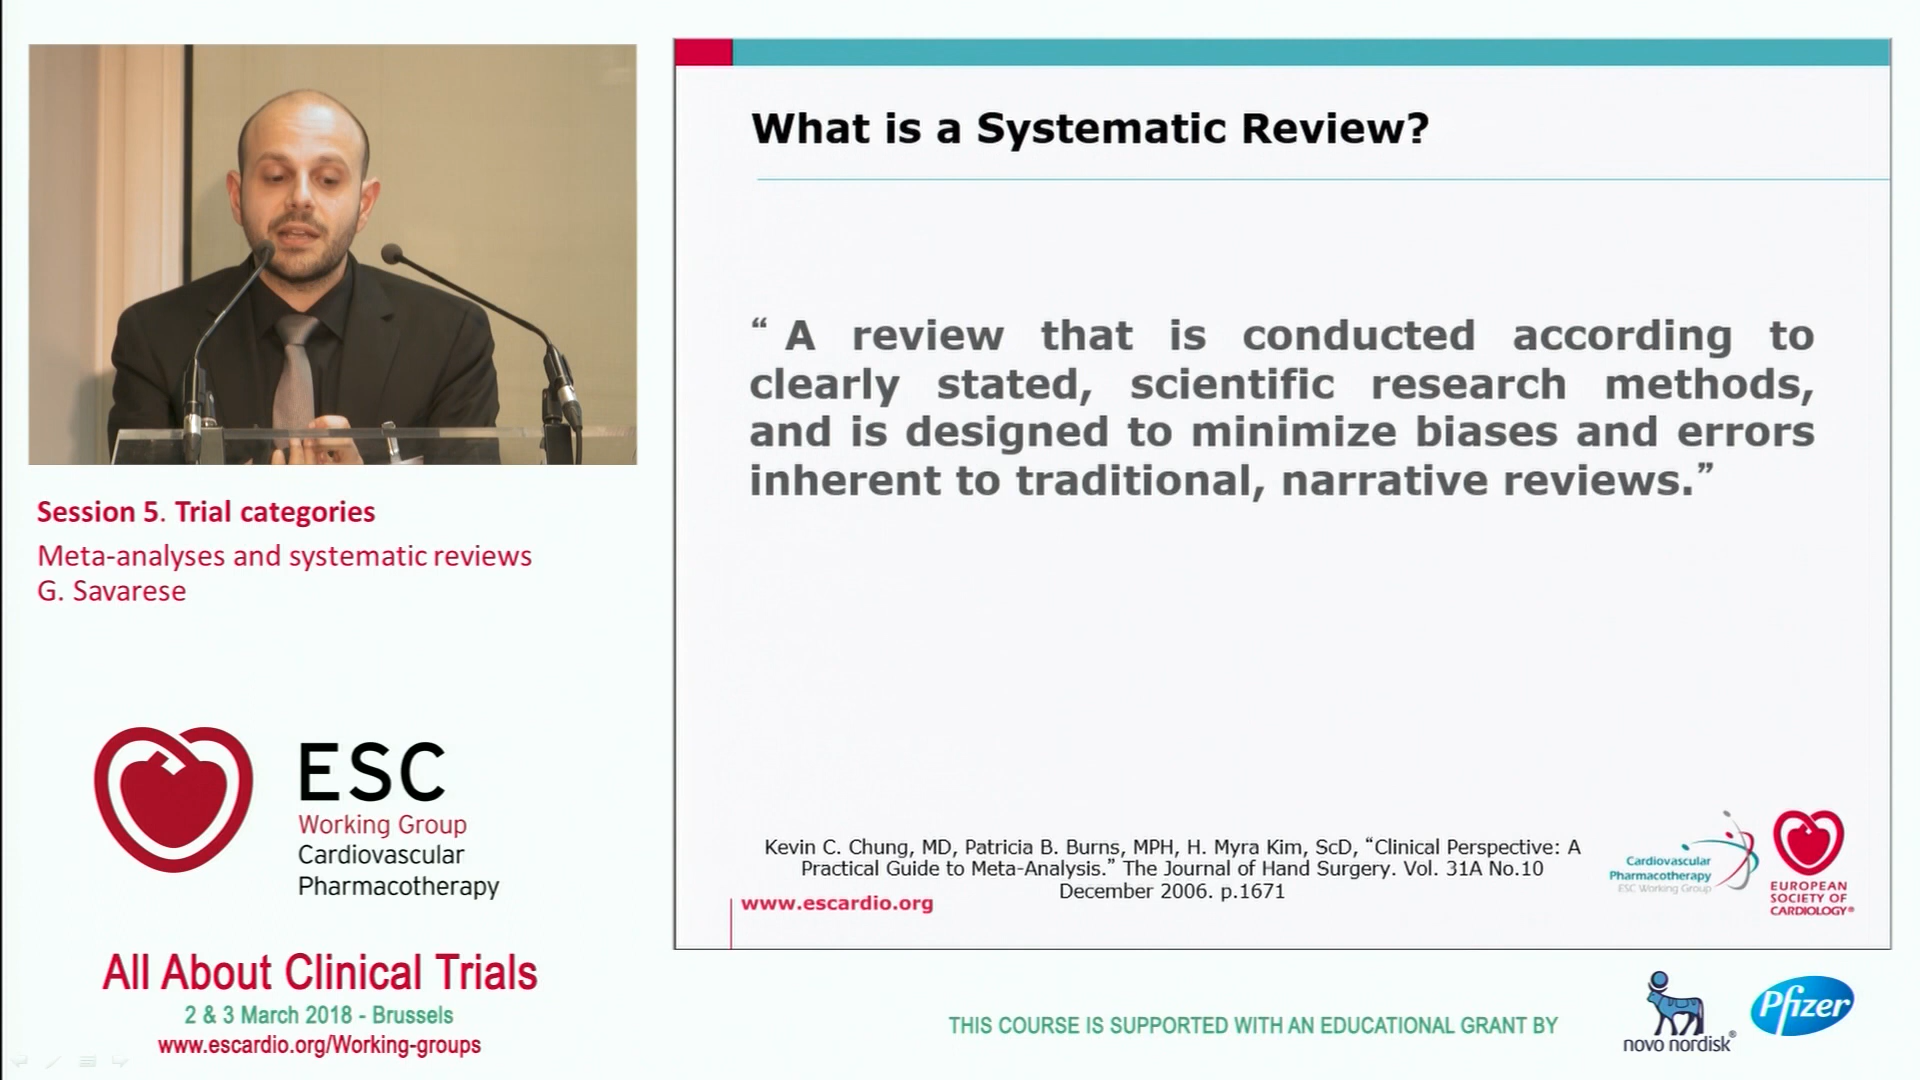 What is a Systematic Review?
“ A review that is conducted according to
clearly stated, scientific research methods,
and is designed to minimize biases and errors
inherent to traditional, narrative reviews.”
Kevin C. Chung, MD, Patricia B. Burns, MPH, H. Myra Kim, ScD, “Clinical Perspective: A
Practical Guide to Meta-Analysis.” The Journal of Hand Surgery. Vol. 31A No.10
December 2006. p.1671
www.escardio.org
Cardiovascular
Pharmacotherapy
ESC Working Group
EUROPEAN
SOCIETY OF
CARDIOLOGY®
Session 5. Trial categories
Meta-analyses and systematic reviews
G. Savarese
ESC
Working Group
Cardiovascular
Pharmacotherapy
All About Clinical Trials
2 & 3 March 2018 - Brussels
www.escardio.org/Working-groups
THIS COURSE IS SUPPORTED WITH AN EDUCATIONAL GRANT BY
novo nordisk®
Pfizer